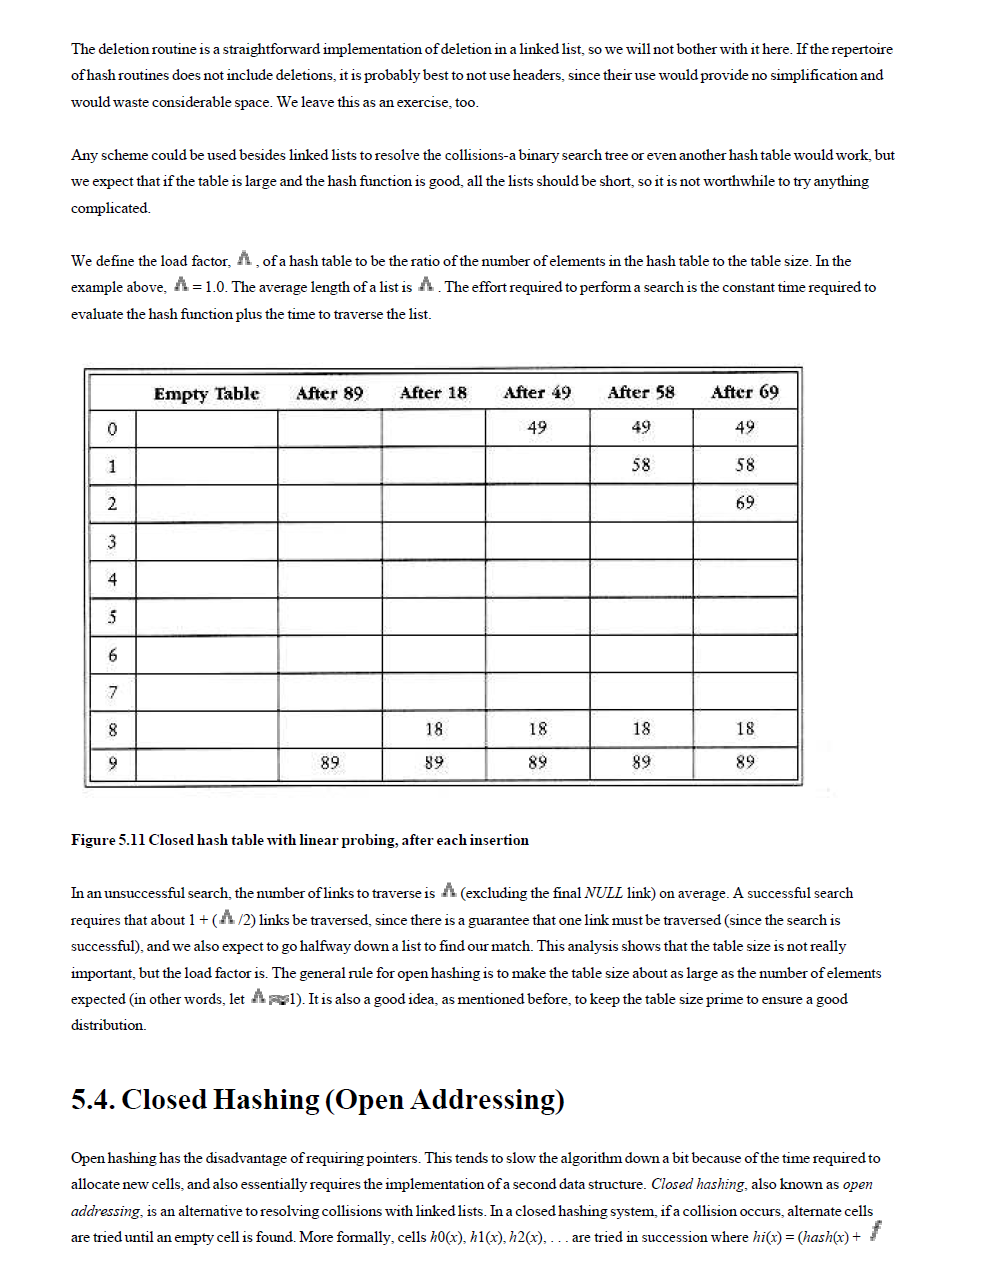 The deletion routine is a straightforward implementation of deletion in a linked list, so we will not bother with it here. If the repertoire
of hash routines does not include deletions, it is probably best to not use headers, since their use would provide no simplification and
would waste considerable space. We leave this as an exercise, too.
Any scheme could be used besides linked lists to resolve the collisions-a binary search tree or even another hash table would work, but
we expect that if the table is large and the hash function is good, all the lists should be short, so it is not worthwhile to try anything
complicated.
We define the load factor, Λ , of a hash table to be the ratio of the number of elements in the hash table to the table size. In the
example above, Λ = 1.0. The average length of a list is Λ . The effort required to perform a search is the constant time required to
evaluate the hash function plus the time to traverse the list.
Empty Table After 89 After 18 After 49 After 58 After 69
0 49 49 49
1 58 58
2 69
3
4
5
6
7
8 18 18 18 18
9 89 89 89 89 89
Figure 5.11 Closed hash table with linear probing, after each insertion
In an unsuccessful search, the number of links to traverse is Λ (excluding the final NULL link) on average. A successful search
requires that about 1 + ( Λ /2) links be traversed, since there is a guarantee that one link must be traversed (since the search is
successful), and we also expect to go halfway down a list to find our match. This analysis shows that the table size is not really
important, but the load factor is. The general rule for open hashing is to make the table size about as large as the number of elements
expected (in other words, let Λ ≈1). It is also a good idea, as mentioned before, to keep the table size prime to ensure a good
distribution.
5.4. Closed Hashing (Open Addressing)
Open hashing has the disadvantage of requiring pointers. This tends to slow the algorithm down a bit because of the time required to
allocate new cells, and also essentially requires the implementation of a second data structure. Closed hashing, also known as open
addressing, is an alternative to resolving collisions with linked lists. In a closed hashing system, if a collision occurs, alternate cells
are tried until an empty cell is found. More formally, cells h0(x), h1(x), h2(x), . . . are tried in succession where hi(x) = (hash(x) + f